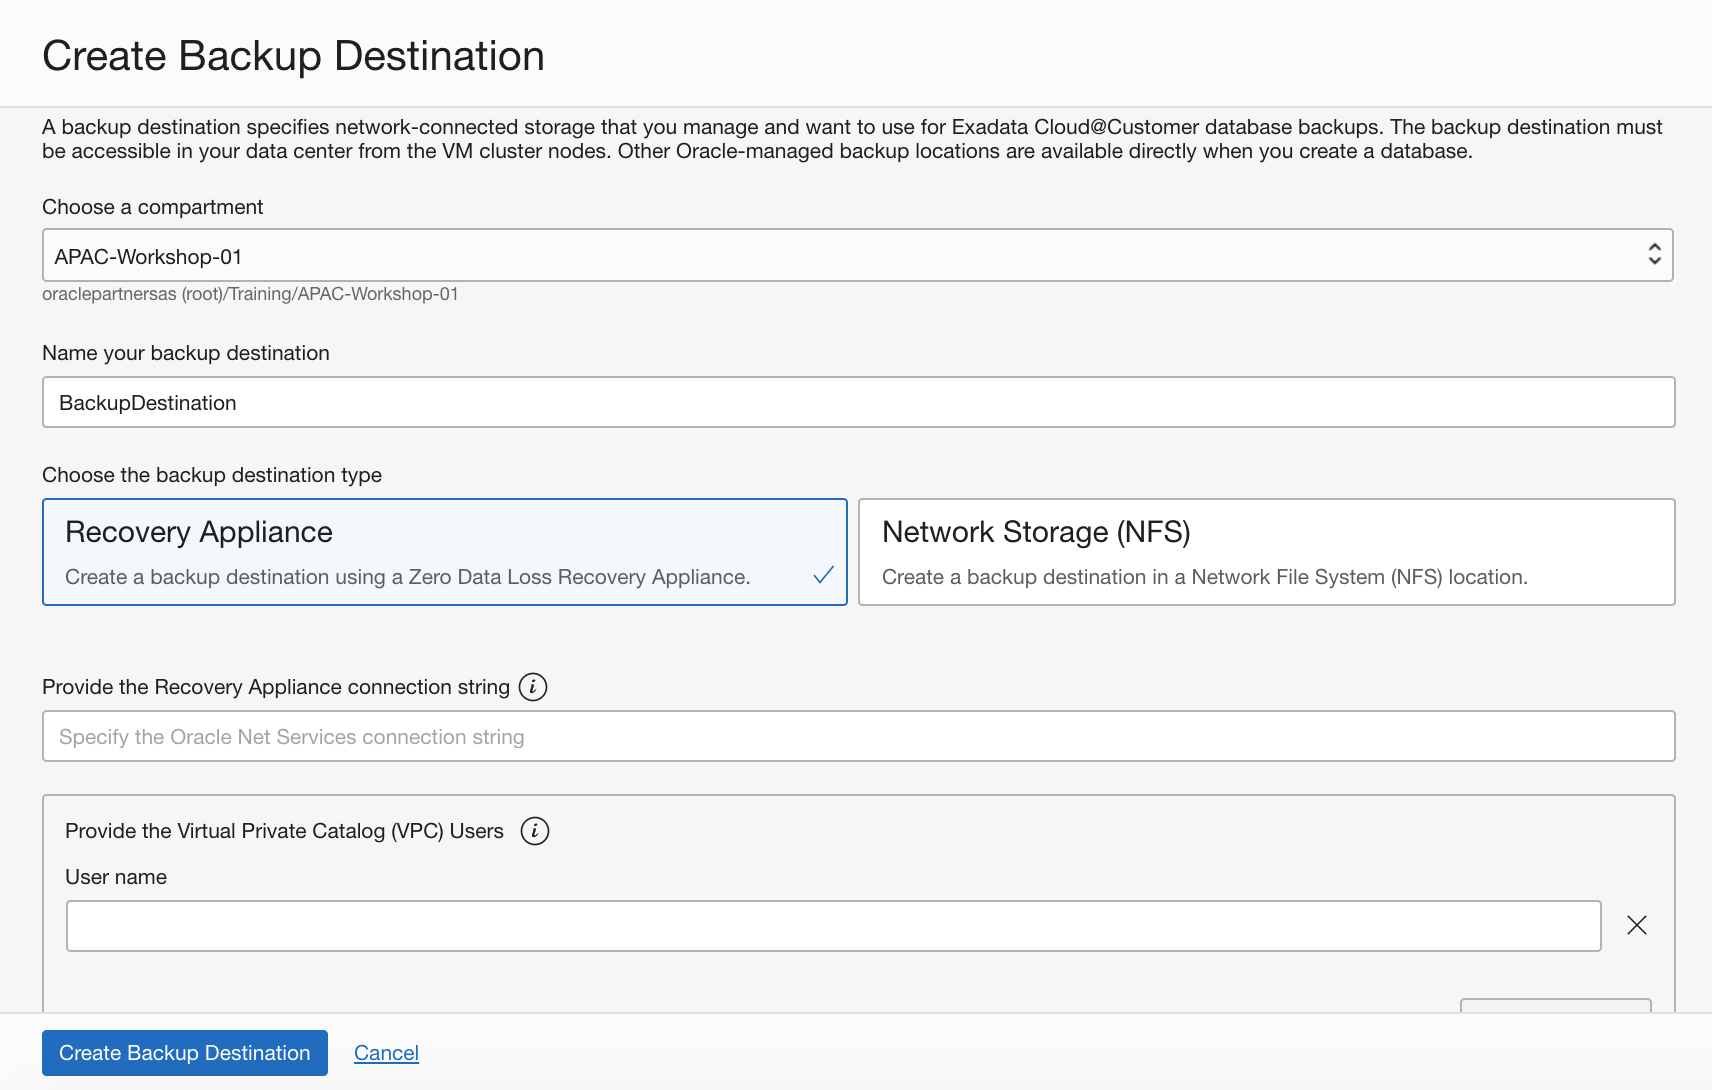 Create Backup Destination
A backup destination specifies network-connected storage that you manage and want to use for Exadata Cloud@Customer database backups. The backup destination must
be accessible in your data center from the VM cluster nodes. Other Oracle-managed backup locations are available directly when you create a database.
Choose a compartment
APAC-Workshop-01
oraclepartnersas (root)/Training/APAC-Workshop-01
Name your backup destination
BackupDestination
Choose the backup destination type
Recovery Appliance
Create a backup destination using a Zero Data Loss Recovery Appliance.
Network Storage (NFS)
Create a backup destination in a Network File System (NFS) location.
Provide the Recovery Appliance connection string
Specify the Oracle Net Services connection string
Provide the Virtual Private Catalog (VPC) Users
User name
Create Backup Destination
Cancel